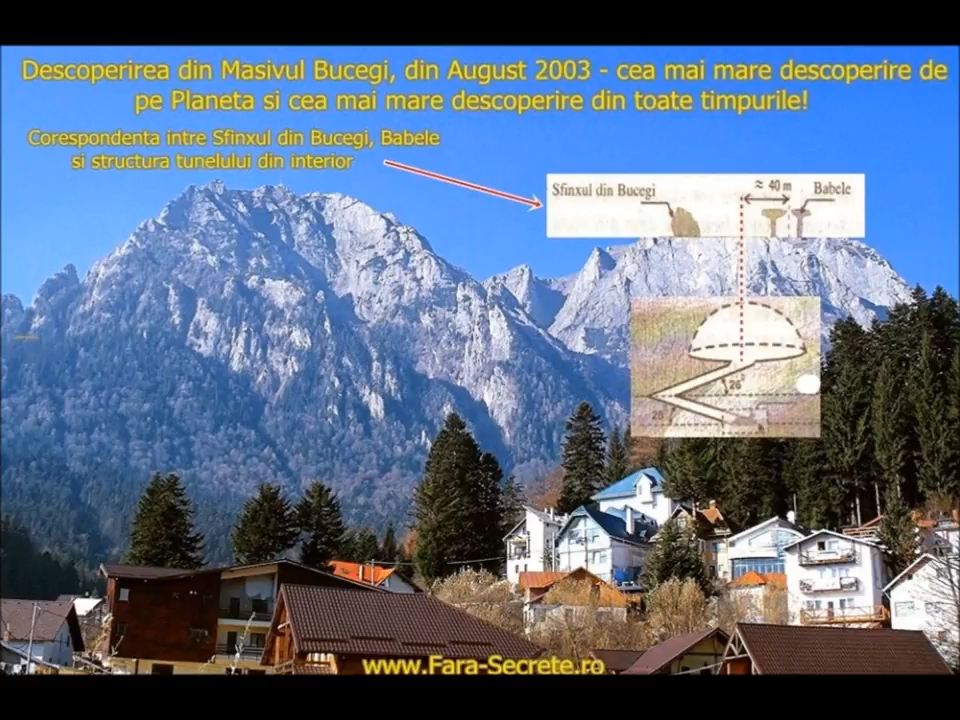 Descoperirea din Masivul Bucegi, din August 2003 - cea mai mare descoperire de
pe Planeta si cea mai mare descoperire din toate timpurile!
Corespondenta intre Sfinxul din Bucegi, Babele
si structura tunelului din interior
Sfinxul din Bucegi
≈ 40 m
Babele
26°
26
www.Fara-Secrete.ro